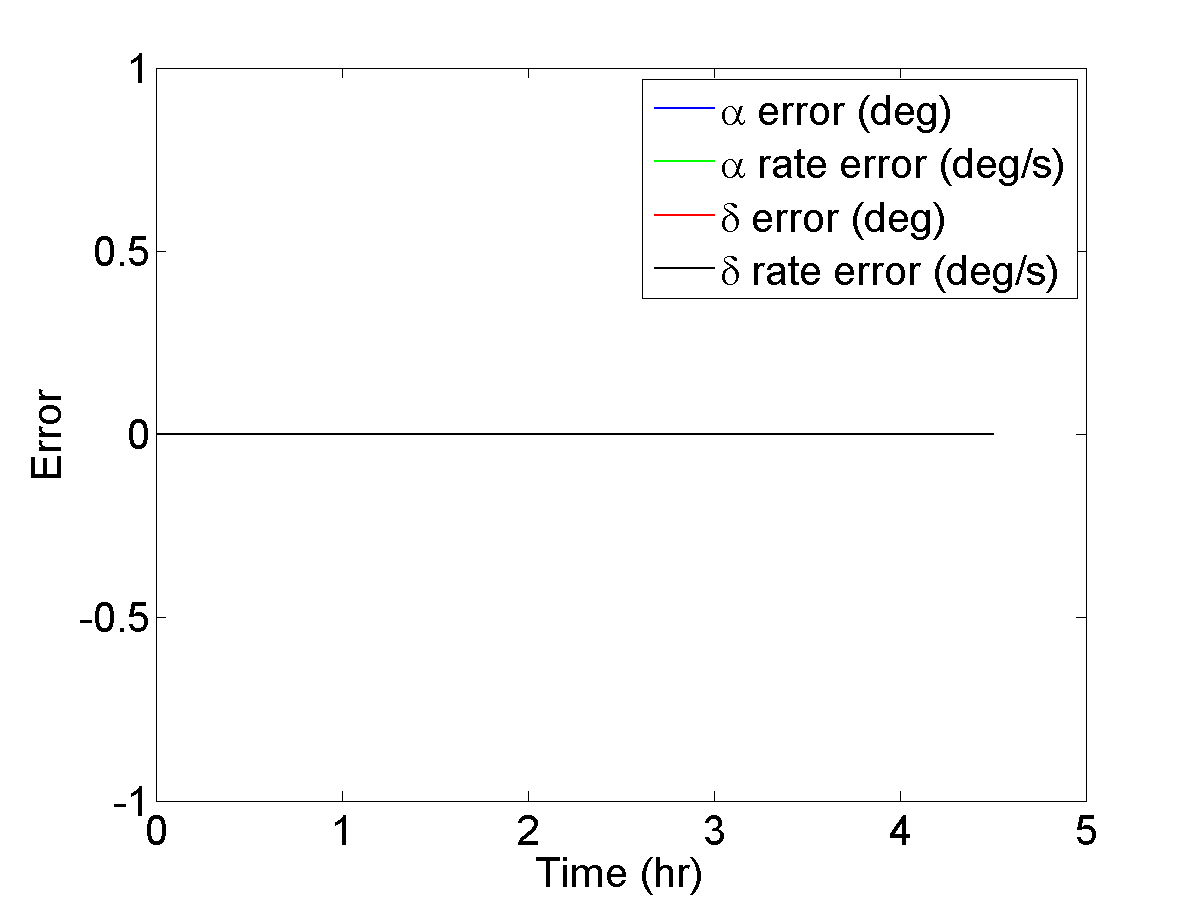 1
0.5
0
-0.5
-1
Error
α error (deg)
α rate error (deg/s)
δ error (deg)
δ rate error (deg/s)
0 1 2 3 4 5
Time (hr)